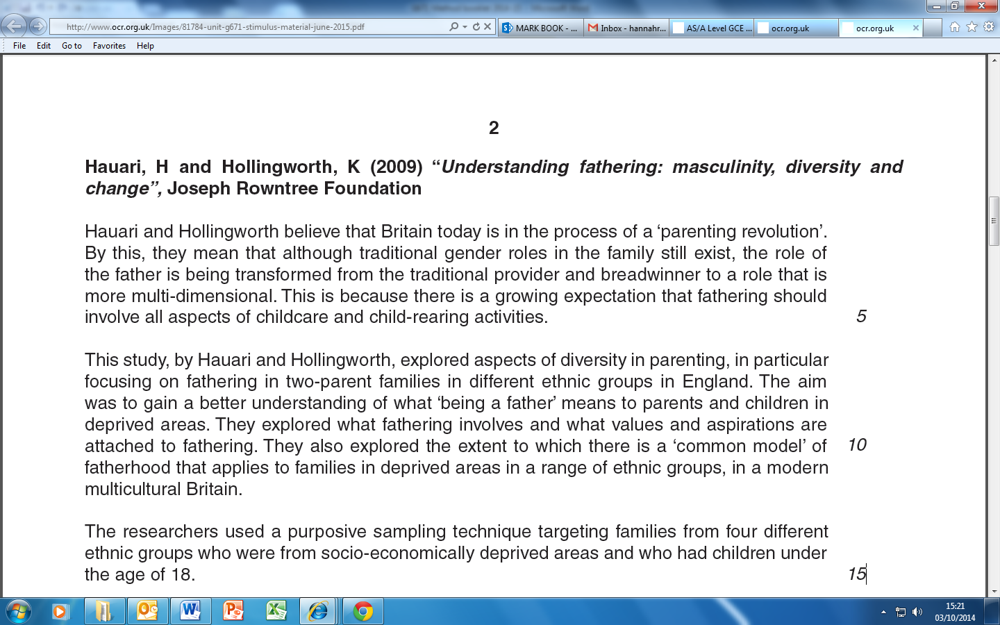 http://www.ocr.org.uk/Images/81784-unit-g671-stimulus-material-june-2015.pdf
MARK BOOK - ...
Inbox - hannahr...
AS/A Level GCE ...
ocr.org.uk
ocr.org.uk
File Edit Go to Favorites Help
2
Hauari, H and Hollingworth, K (2009) “Understanding fathering: masculinity, diversity and
change”, Joseph Rowntree Foundation
Hauari and Hollingworth believe that Britain today is in the process of a ‘parenting revolution’.
By this, they mean that although traditional gender roles in the family still exist, the role of
the father is being transformed from the traditional provider and breadwinner to a role that is
more multi-dimensional. This is because there is a growing expectation that fathering should
involve all aspects of childcare and child-rearing activities. 5
This study, by Hauari and Hollingworth, explored aspects of diversity in parenting, in particular
focusing on fathering in two-parent families in different ethnic groups in England. The aim
was to gain a better understanding of what ‘being a father’ means to parents and children in
deprived areas. They explored what fathering involves and what values and aspirations are
attached to fathering. They also explored the extent to which there is a ‘common model’ of 10
fatherhood that applies to families in deprived areas in a range of ethnic groups, in a modern
multicultural Britain.
The researchers used a purposive sampling technique targeting families from four different
ethnic groups who were from socio-economically deprived areas and who had children under
the age of 18. 15
15:21
03/10/2014